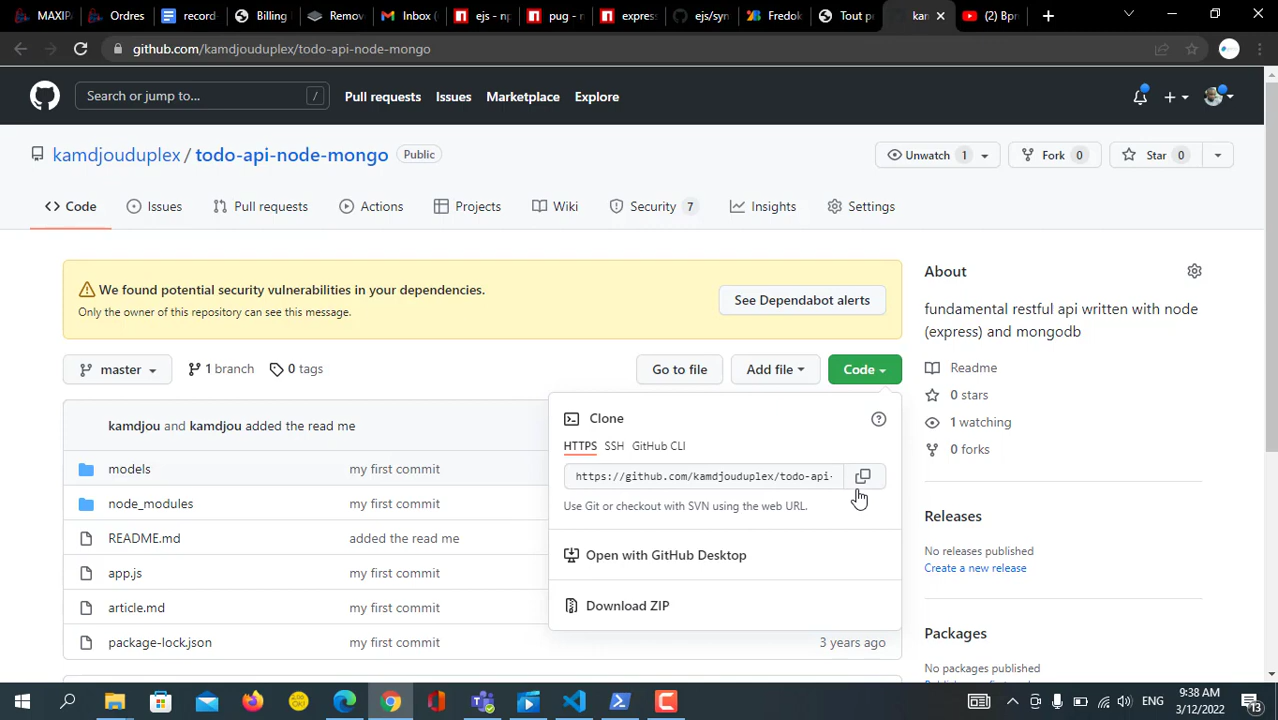 MAXIPA
Ordres
record
Billing
Remov
Inbox (
ejs - np
pug - n
express
ejs/syn
Fredok
Tout p
kam
(2) Bpn
github.com/kamdjouduplex/todo-api-node-mongo
Search or jump to...
/
Pull requests
Issues
Marketplace
Explore
kamdjouduplex / todo-api-node-mongo
Public
Unwatch 1
Fork 0
Star 0
Code
Issues
Pull requests
Actions
Projects
Wiki
Security 7
Insights
Settings
We found potential security vulnerabilities in your dependencies.
Only the owner of this repository can see this message.
See Dependabot alerts
About
fundamental restful api written with node
(express) and mongodb
Readme
0 stars
1 watching
0 forks
Releases
No releases published
Create a new release
Packages
No packages published
master
1 branch
0 tags
Go to file
Add file
Code
kamdjou and kamdjou added the read me
models my first commit
node_modules my first commit
README.md added the read me
app.js my first commit
article.md my first commit
package-lock.json my first commit 3 years ago
Clone
HTTPS SSH GitHub CLI
https://github.com/kamdjouduplex/todo-api-
Use Git or checkout with SVN using the web URL.
Open with GitHub Desktop
Download ZIP
ENG
9:38 AM
3/12/2022
13